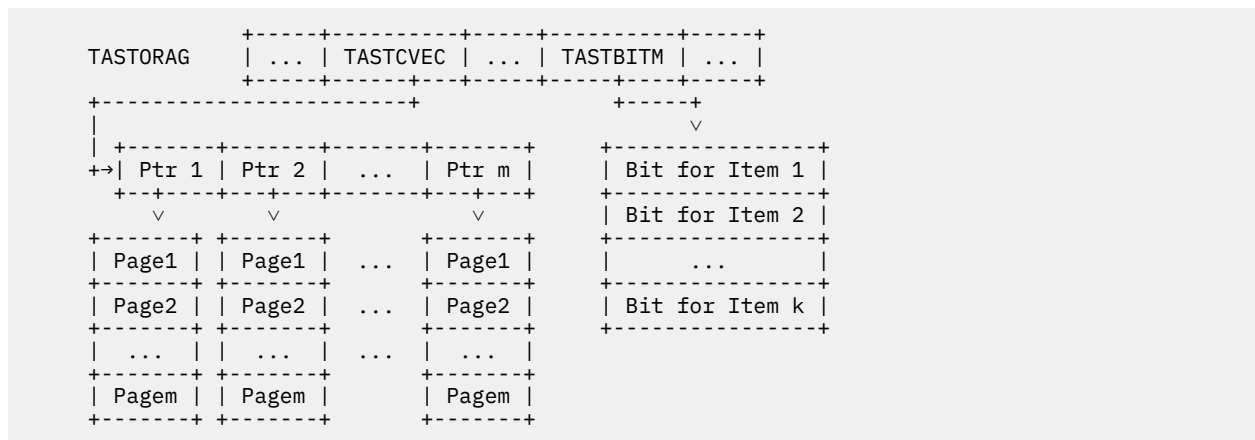 +-----+----------+-----+----------+-----+
TASTORAG       | ... | TASTCVEC | ... | TASTBITM | ... |
               +-----+------+---+-----+-----+----+-----+
+---------------------------+               +-----+
|                                                 ∨
| +-------+-------+-------+-------+      +----------------+
+→| Ptr 1 | Ptr 2 |  ...  | Ptr m |      | Bit for Item 1 |
  +--+----+---+---+-------+---+---+      +----------------+
     ∨        ∨               ∨          | Bit for Item 2 |
+-------+ +-------+       +-------+      +----------------+
| Page1 | | Page1 |  ...  | Page1 |      |      ...       |
+-------+ +-------+       +-------+      +----------------+
| Page2 | | Page2 |  ...  | Page2 |      | Bit for Item k |
+-------+ +-------+       +-------+      +----------------+
|  ...  | |  ...  |  ...  |  ...  |
+-------+ +-------+       +-------+
| Pagem | | Pagem |       | Pagem |
+-------+ +-------+       +-------+